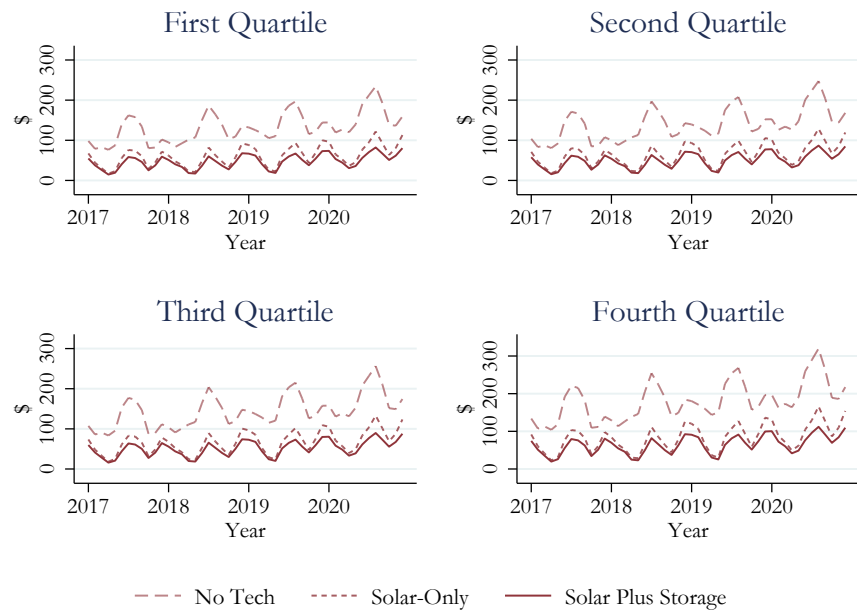 First Quartile
Second Quartile
$
0 100 200 300
2017 2018 2019 2020
Year
$
0 100 200 300
2017 2018 2019 2020
Year
Third Quartile
Fourth Quartile
$
0 100 200 300
2017 2018 2019 2020
Year
$
0 100 200 300
2017 2018 2019 2020
Year
No Tech Solar-Only Solar Plus Storage